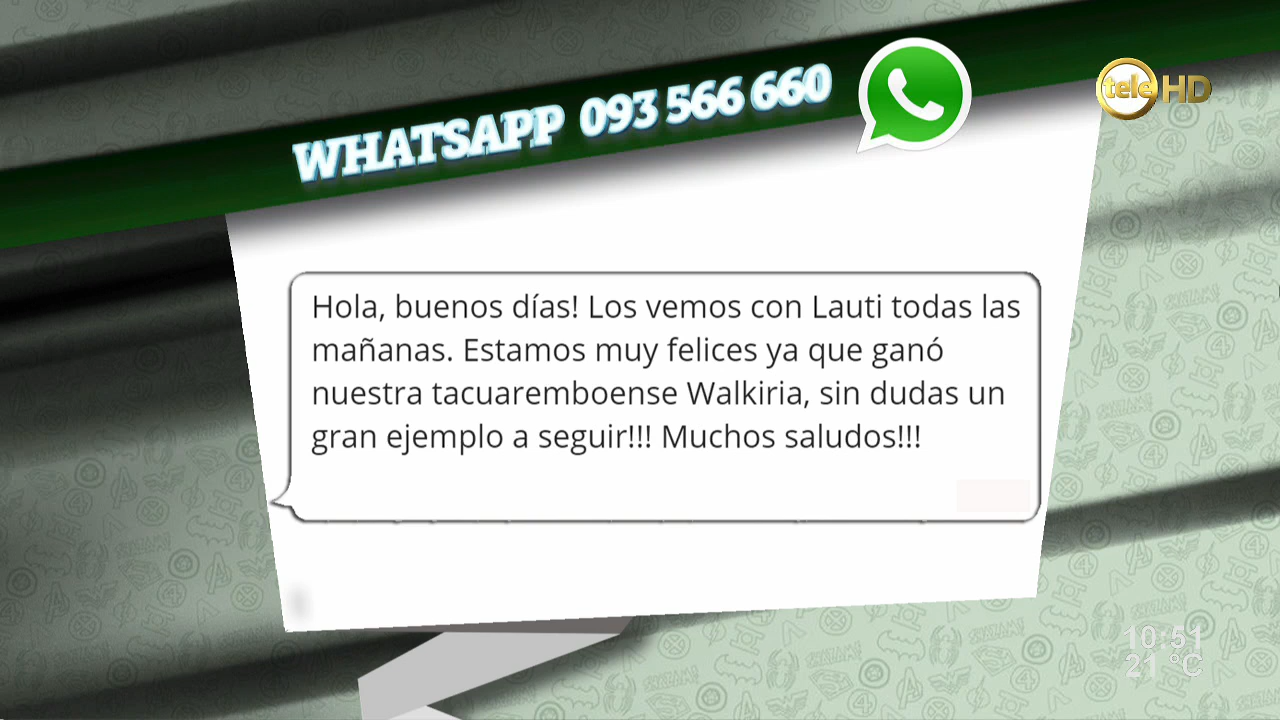 WHATSAPP 093 566 660
tele HD
Hola, buenos días! Los vemos con Lauti todas las
mañanas. Estamos muy felices ya que ganó
nuestra tacuaremboense Walkiria, sin dudas un
gran ejemplo a seguir!!! Muchos saludos!!!
10:51
21 °C